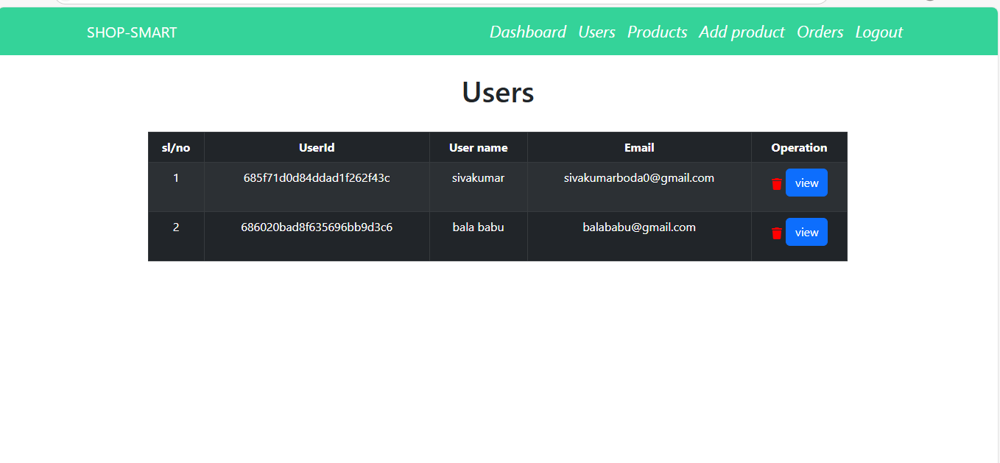 SHOP-SMART Dashboard Users Products Add product Orders Logout
Users
sl/no UserId User name Email Operation
1 685f71d0d84ddad1f262f43c sivakumar sivakumarboda0@gmail.com view
2 686020bad8f635696bb9d3c6 bala babu balababu@gmail.com view